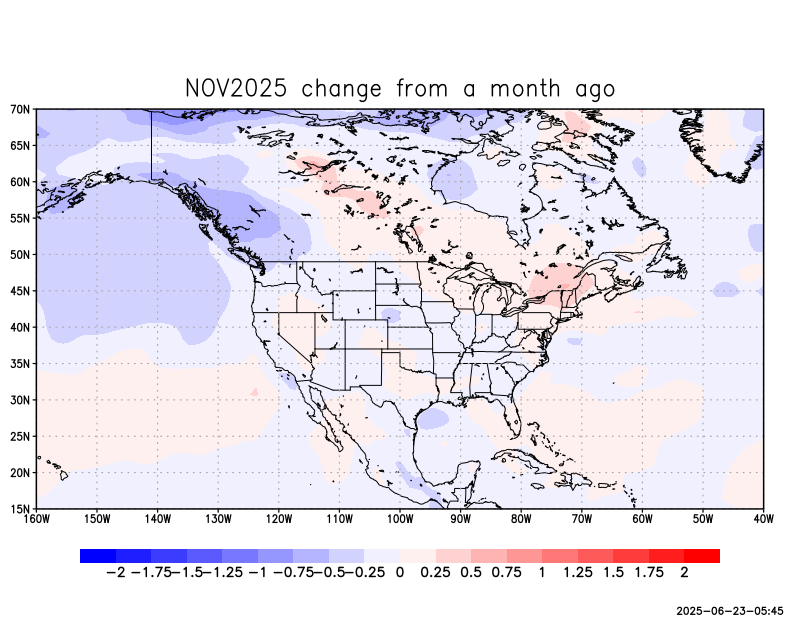 NOV2025 change from a month ago
70N
65N
60N
55N
50N
45N
40N
35N
30N
25N
20N
15N
160W 150W 140W 130W 120W 110W 100W 90W 80W 70W 60W 50W 40W
−2 −1.75 −1.5 −1.25 −1 −0.75 −0.5 −0.25 0 0.25 0.5 0.75 1 1.25 1.5 1.75 2
2025−06−23−05:45